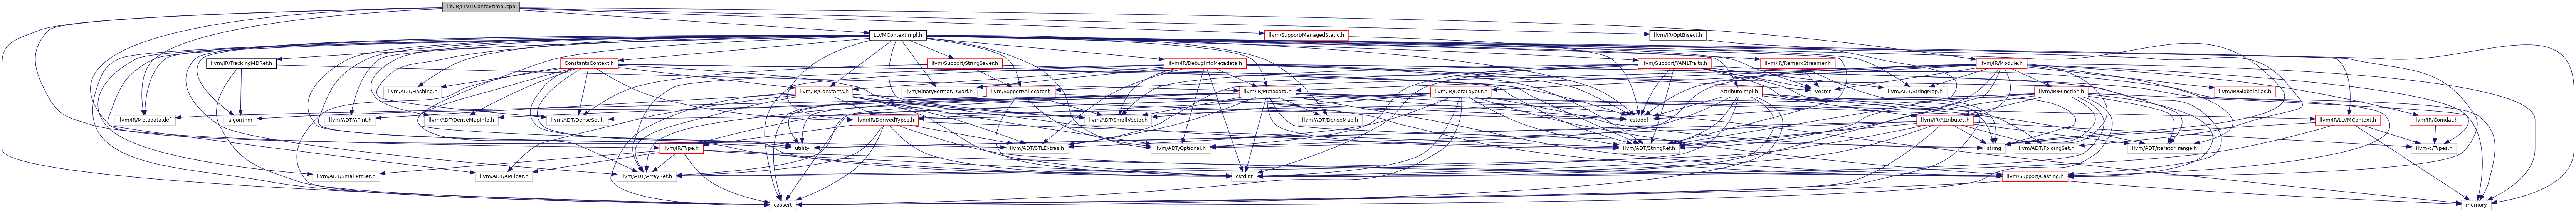 lib/IR/LLVMContextImpl.cpp
LLVMContextImpl.h
llvm/Support/ManagedStatic.h
llvm/IR/OptBisect.h
llvm/IR/TrackingMDRef.h
ConstantsContext.h
llvm/Support/StringSaver.h
llvm/IR/DebugInfoMetadata.h
llvm/Support/YAMLTraits.h
llvm/IR/RemarkStreamer.h
llvm/IR/Module.h
llvm/ADT/Hashing.h
llvm/IR/Constants.h
llvm/BinaryFormat/Dwarf.h
llvm/Support/Allocator.h
llvm/IR/Metadata.h
llvm/IR/DataLayout.h
AttributeImpl.h
vector
llvm/ADT/StringMap.h
llvm/IR/Function.h
llvm/IR/GlobalAlias.h
llvm/IR/Metadata.def
algorithm
llvm/ADT/APInt.h
llvm/ADT/DenseMapInfo.h
llvm/ADT/DenseSet.h
llvm/IR/DerivedTypes.h
llvm/ADT/SmallVector.h
llvm/ADT/DenseMap.h
cstddef
llvm/IR/Attributes.h
llvm/IR/LLVMContext.h
llvm/IR/Comdat.h
llvm/IR/Type.h
utility
llvm/ADT/STLExtras.h
llvm/ADT/Optional.h
llvm/ADT/StringRef.h
string
llvm/ADT/FoldingSet.h
llvm/ADT/iterator_range.h
llvm-c/Types.h
llvm/ADT/SmallPtrSet.h
llvm/ADT/APFloat.h
llvm/ADT/ArrayRef.h
cstdint
llvm/Support/Casting.h
cassert
memory